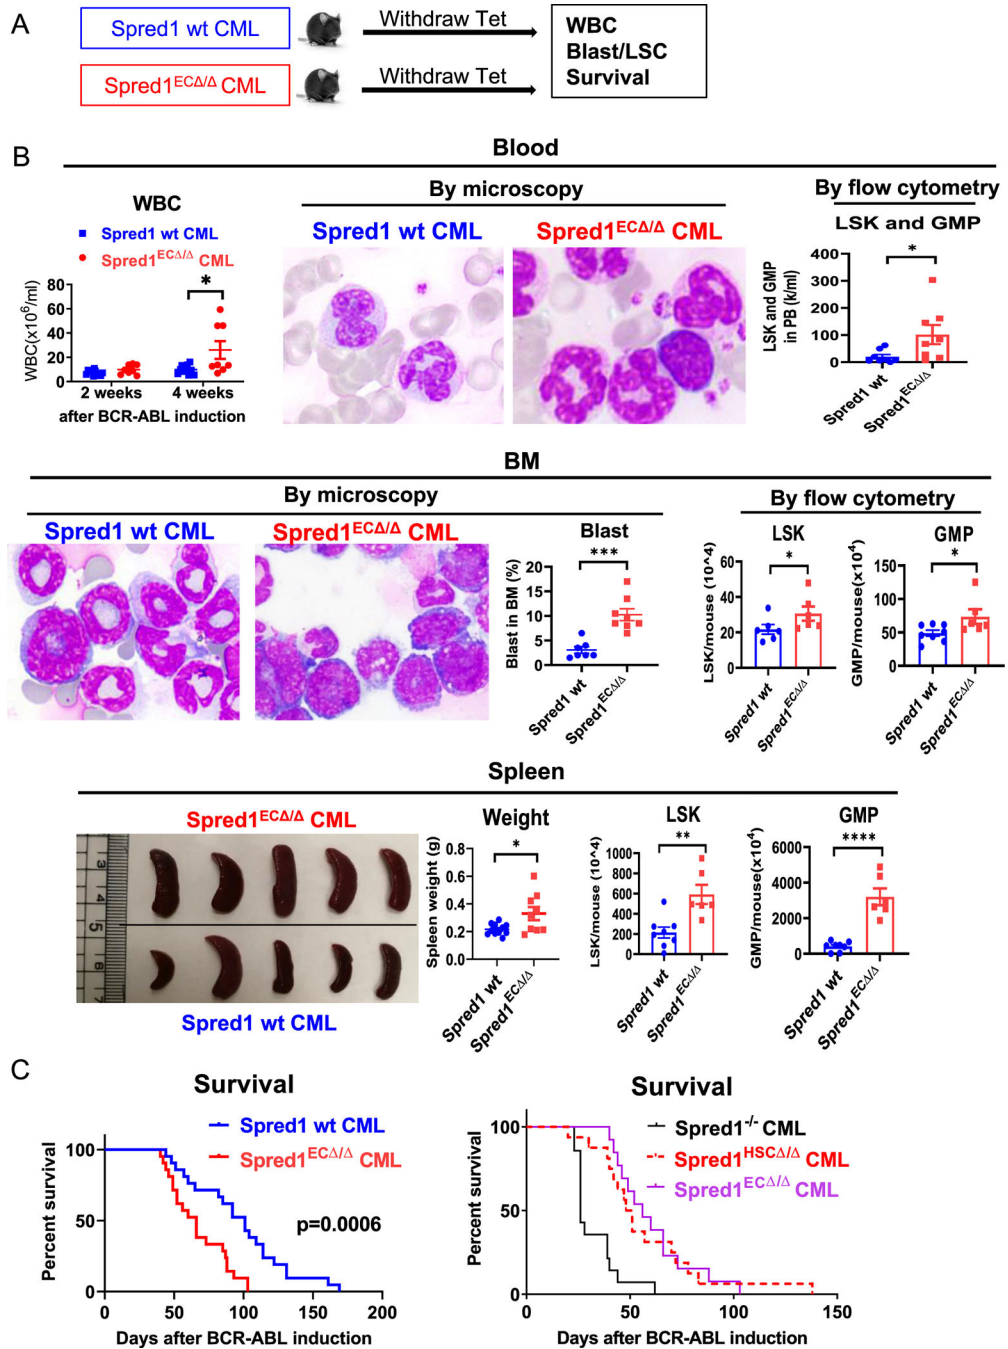 A
Spred1 wt CML
Withdraw Tet
Spred1ECΔ/Δ CML
Withdraw Tet
WBC
Blast/LSC
Survival
B
Blood
By microscopy
By flow cytometry
WBC
Spred1 wt CML
Spred1ECΔ/Δ CML
WBC(x10⁶/ml)
80
60
40
20
0
*
2 weeks
4 weeks
after BCR-ABL induction
Spred1 wt CML
Spred1ECΔ/Δ CML
LSK and GMP
LSK and GMP
in PB (k/ml)
400
300
200
100
0
*
Spred1 wt
Spred1ECΔ/Δ
BM
By microscopy
By flow cytometry
Spred1 wt CML
Spred1ECΔ/Δ CML
Blast
Blast in BM (%)
20
15
10
5
0
***
Spred1 wt
Spred1ECΔ/Δ
LSK
LSK/mouse (10^4)
60
40
20
0
*
Spred1 wt
Spred1ECΔ/Δ
GMP
GMP/mouse(x10⁴)
150
100
50
0
*
Spred1 wt
Spred1ECΔ/Δ
Spleen
Spred1ECΔ/Δ CML
3
4
5
6
7
Spred1 wt CML
Weight
Spleen weight (g)
0.8
0.6
0.4
0.2
0.0
*
Spred1 wt
Spred1ECΔ/Δ
LSK
LSK/mouse (10^4)
1000
800
600
400
200
0
**
Spred1 wt
Spred1ECΔ/Δ
GMP
GMP/mouse(x10⁴)
6000
4000
2000
0
****
Spred1 wt
Spred1ECΔ/Δ
C
Survival
Spred1 wt CML
Spred1ECΔ/Δ CML
Percent survival
100
50
0
p=0.0006
0
50
100
150
200
Days after BCR-ABL induction
Survival
Spred1-/- CML
Spred1HSCΔ/Δ CML
Spred1ECΔ/Δ CML
Percent survival
100
50
0
0
50
100
150
Days after BCR-ABL induction